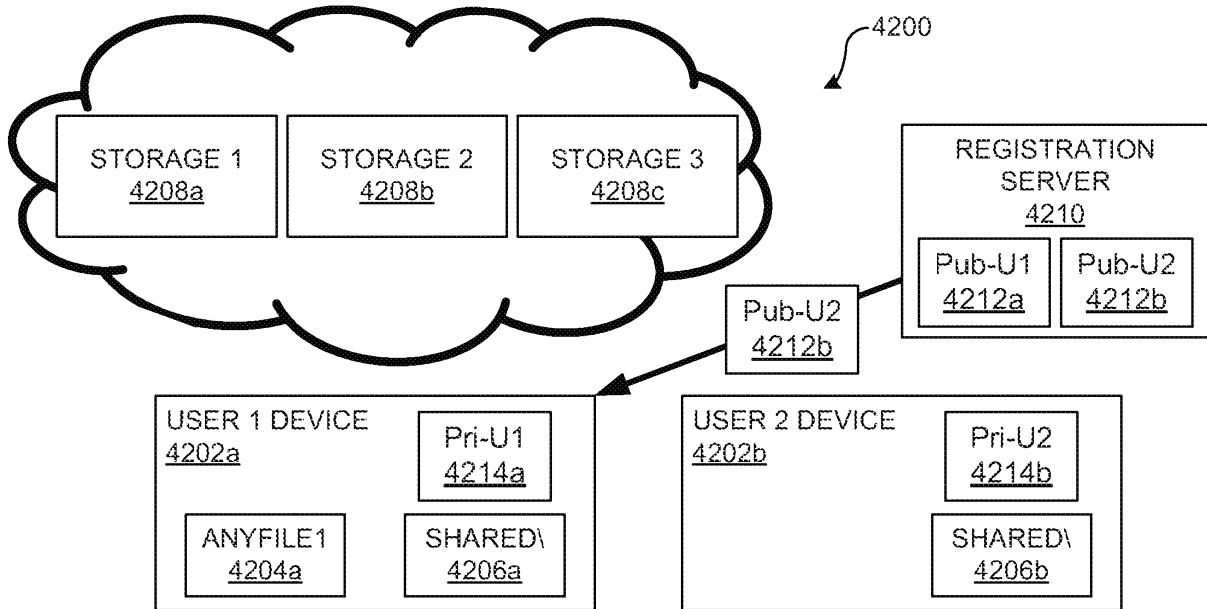 4200
STORAGE 1
4208a
STORAGE 2
4208b
STORAGE 3
4208c
REGISTRATION
SERVER
4210
Pub-U1
4212a
Pub-U2
4212b
Pub-U2
4212b
USER 1 DEVICE
4202a
Pri-U1
4214a
ANYFILE1
4204a
SHARED\
4206a
USER 2 DEVICE
4202b
Pri-U2
4214b
SHARED\
4206b